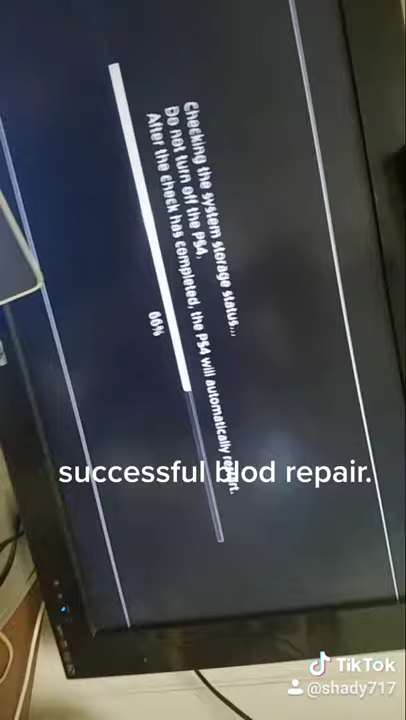 Checking the system storage status...
Do not turn off the PS4.
After the check has completed, the PS4 will automatically restart.
66%
successful blod repair.
TikTok
@shady717